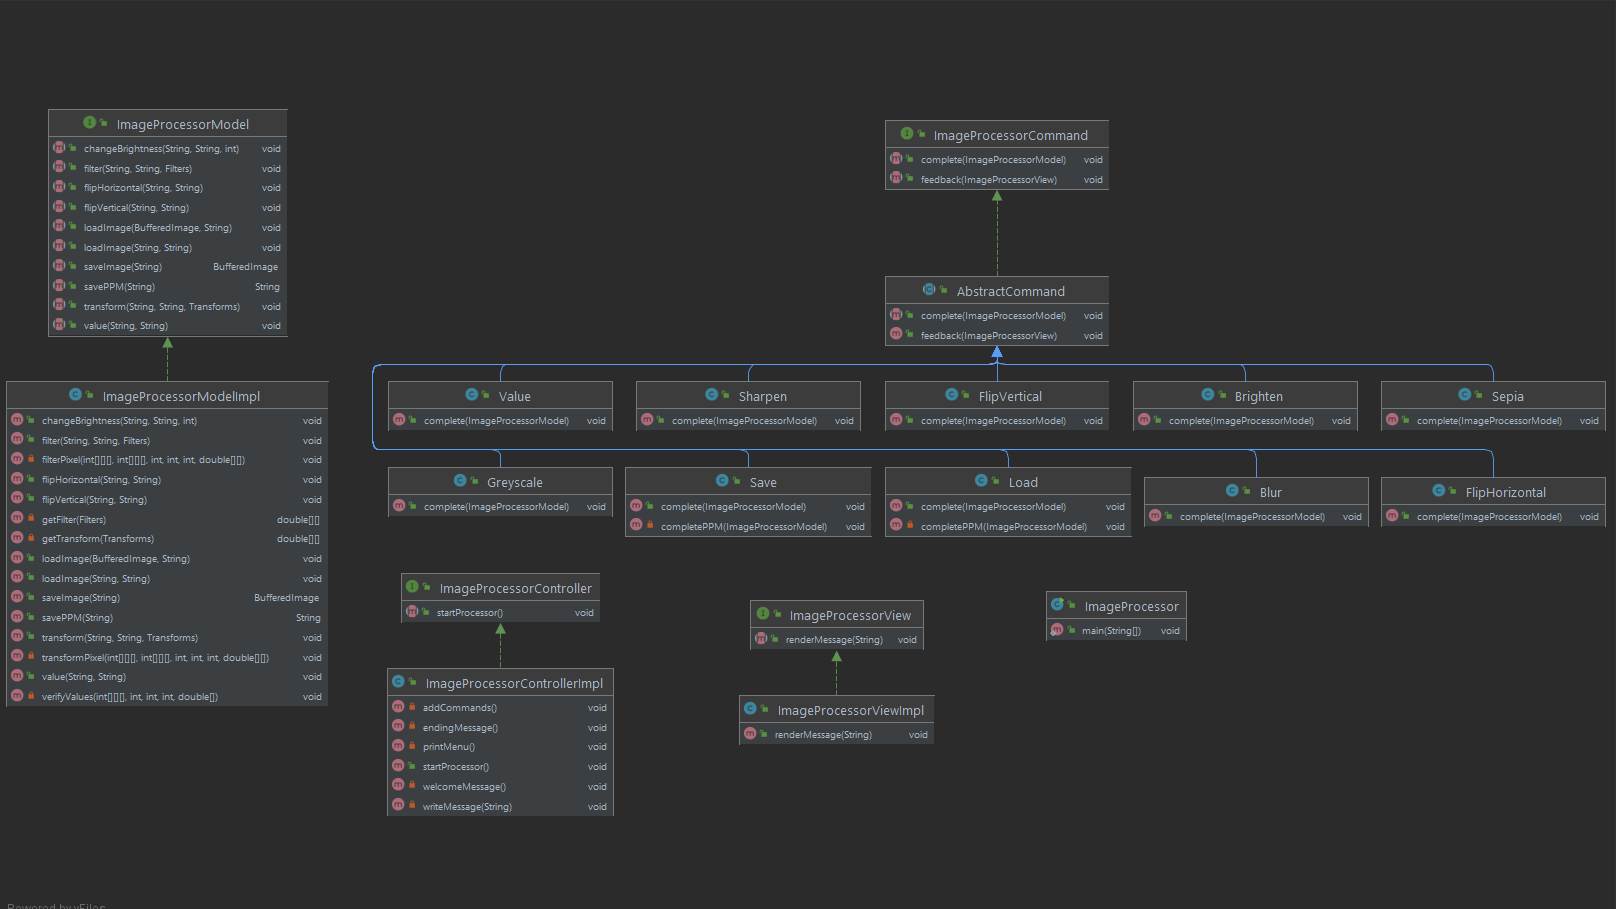 ImageProcessorModel
changeBrightness(String, String, int) void
filter(String, String, Filters) void
flipHorizontal(String, String) void
flipVertical(String, String) void
loadImage(BufferedImage, String) void
loadImage(String, String) void
saveImage(String) BufferedImage
savePPM(String) String
transform(String, String, Transforms) void
value(String, String) void
ImageProcessorCommand
complete(ImageProcessorModel) void
feedback(ImageProcessorView) void
AbstractCommand
complete(ImageProcessorModel) void
feedback(ImageProcessorView) void
ImageProcessorModelImpl
changeBrightness(String, String, int) void
filter(String, String, Filters) void
filterPixel(int[][][], int[][][], int, int, int, double[][]) void
flipHorizontal(String, String) void
flipVertical(String, String) void
getFilter(Filters) double[][]
getTransform(Transforms) double[][]
loadImage(BufferedImage, String) void
loadImage(String, String) void
saveImage(String) BufferedImage
savePPM(String) String
transform(String, String, Transforms) void
transformPixel(int[][][], int[][][], int, int, int, double[][]) void
value(String, String) void
verifyValues(int[][][], int, int, int, double[]) void
Value
complete(ImageProcessorModel) void
Sharpen
complete(ImageProcessorModel) void
FlipVertical
complete(ImageProcessorModel) void
Brighten
complete(ImageProcessorModel) void
Sepia
complete(ImageProcessorModel) void
Greyscale
complete(ImageProcessorModel) void
Save
complete(ImageProcessorModel) void
completePPM(ImageProcessorModel) void
Load
complete(ImageProcessorModel) void
completePPM(ImageProcessorModel) void
Blur
complete(ImageProcessorModel) void
FlipHorizontal
complete(ImageProcessorModel) void
ImageProcessorController
startProcessor() void
ImageProcessorView
renderMessage(String) void
ImageProcessor
main(String[]) void
ImageProcessorControllerImpl
addCommands() void
endingMessage() void
printMenu() void
startProcessor() void
welcomeMessage() void
writeMessage(String) void
ImageProcessorViewImpl
renderMessage(String) void
Powered by yFiles